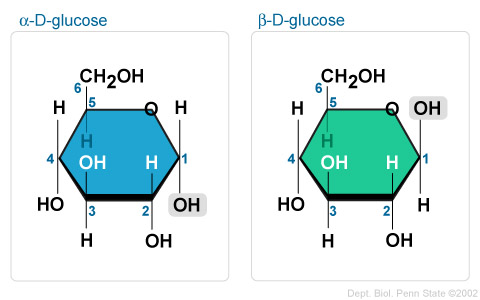 α-D-glucose
CH2OH
6
H
5
O
H
H
4
OH
H
1
HO
3
2
OH
H
OH
β-D-glucose
CH2OH
6
H
5
O
OH
H
4
OH
H
1
HO
3
2
H
H
OH
Dept. Biol. Penn State ©2002